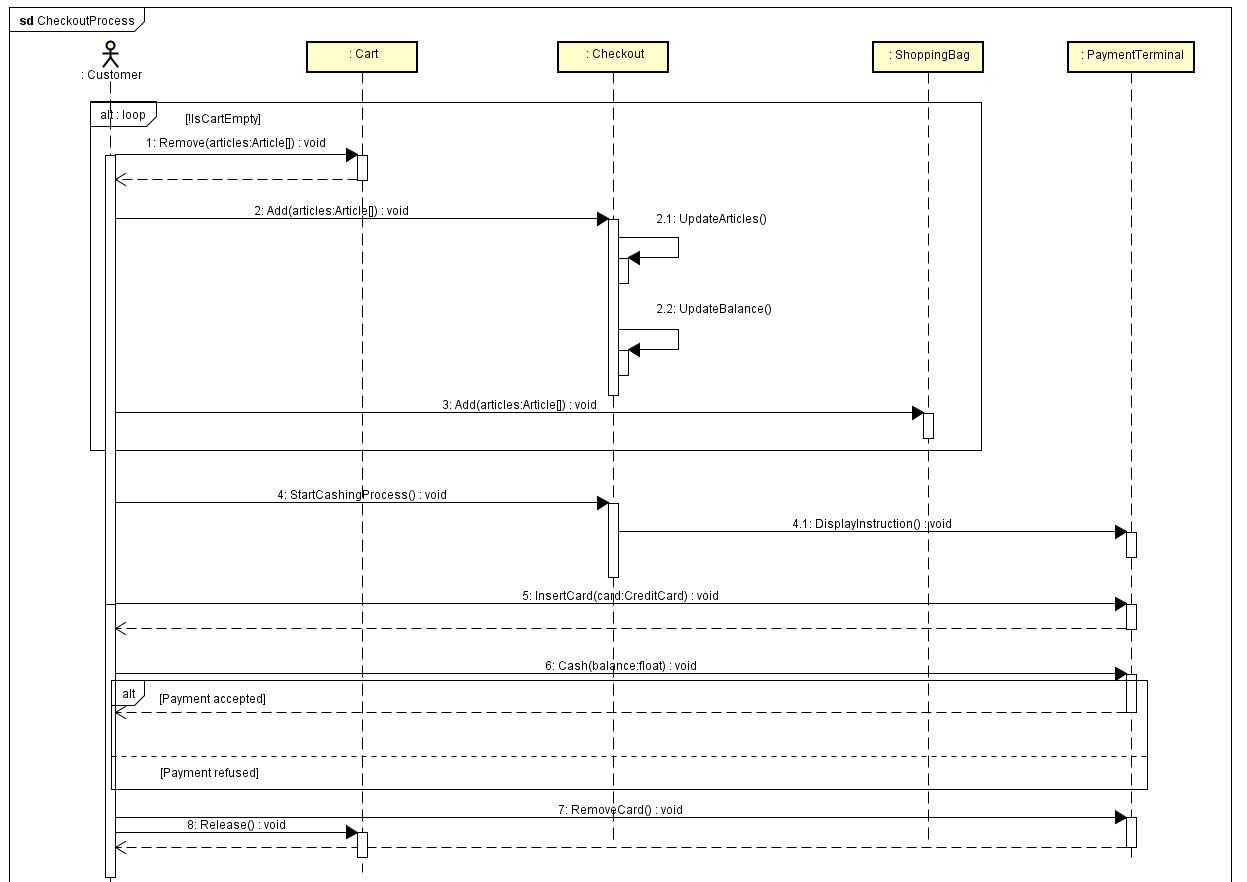 sd CheckoutProcess
: Customer
: Cart
: Checkout
: ShoppingBag
: PaymentTerminal
alt : loop
[!IsCartEmpty]
1: Remove(articles:Article[]) : void
2: Add(articles:Article[]) : void
2.1: UpdateArticles()
2.2: UpdateBalance()
3: Add(articles:Article[]) : void
4: StartCashingProcess() : void
4.1: DisplayInstruction() : void
5: InsertCard(card:CreditCard) : void
6: Cash(balance:float) : void
alt
[Payment accepted]
[Payment refused]
7: RemoveCard() : void
8: Release() : void